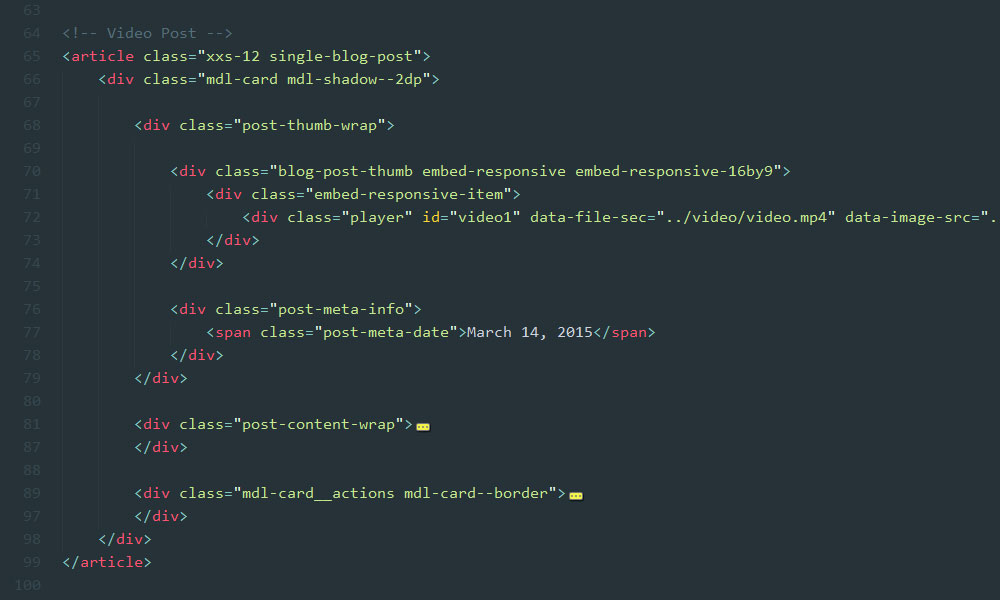 63
64 <!-- Video Post -->
65 <article class="xxs-12 single-blog-post">
66 <div class="mdl-card mdl-shadow--2dp">
67
68 <div class="post-thumb-wrap">
69
70 <div class="blog-post-thumb embed-responsive embed-responsive-16by9">
71 <div class="embed-responsive-item">
72 <div class="player" id="video1" data-file-sec="../video/video.mp4" data-image-src="..
73 </div>
74 </div>
75
76 <div class="post-meta-info">
77 <span class="post-meta-date">March 14, 2015</span>
78 </div>
79 </div>
80
81 <div class="post-content-wrap">
87 </div>
88
89 <div class="mdl-card__actions mdl-card--border">
97 </div>
98 </div>
99 </article>
100